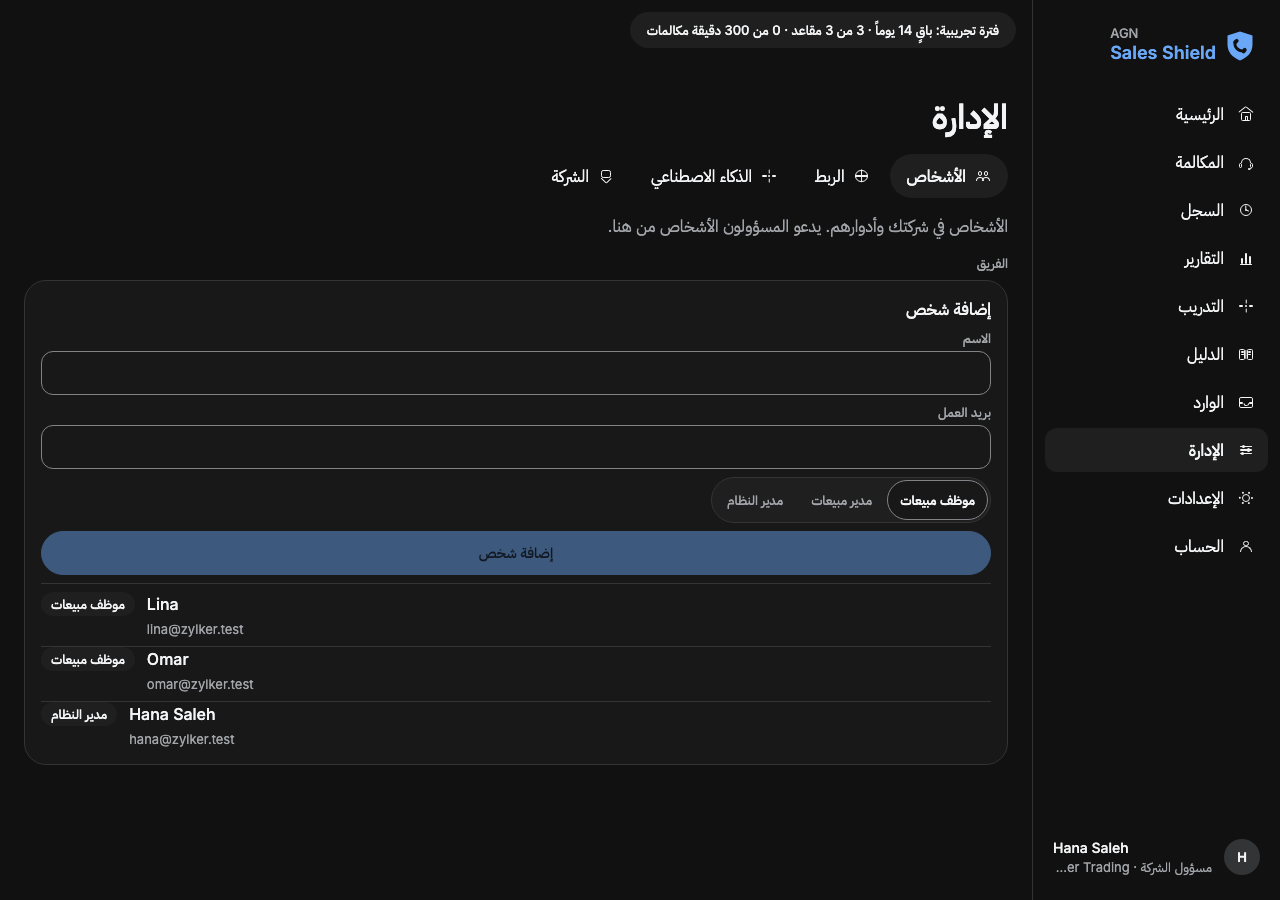 فترة تجريبية: باقٍ 14 يوماً · 3 من 3 مقاعد · 0 من 300 دقيقة مكالمات
AGN
Sales Shield
الرئيسية
المكالمة
السجل
التقارير
التدريب
الدليل
الوارد
الإدارة
الإعدادات
الحساب
Hana Saleh
مسؤول الشركة · er Trading...
H
الإدارة
الأشخاص
الربط
الذكاء الاصطناعي
الشركة
الأشخاص في شركتك وأدوارهم. يدعو المسؤولون الأشخاص من هنا.
الفريق
إضافة شخص
الاسم
بريد العمل
موظف مبيعات
مدير مبيعات
مدير النظام
إضافة شخص
Lina
موظف مبيعات
lina@zylker.test
Omar
موظف مبيعات
omar@zylker.test
Hana Saleh
مدير النظام
hana@zylker.test